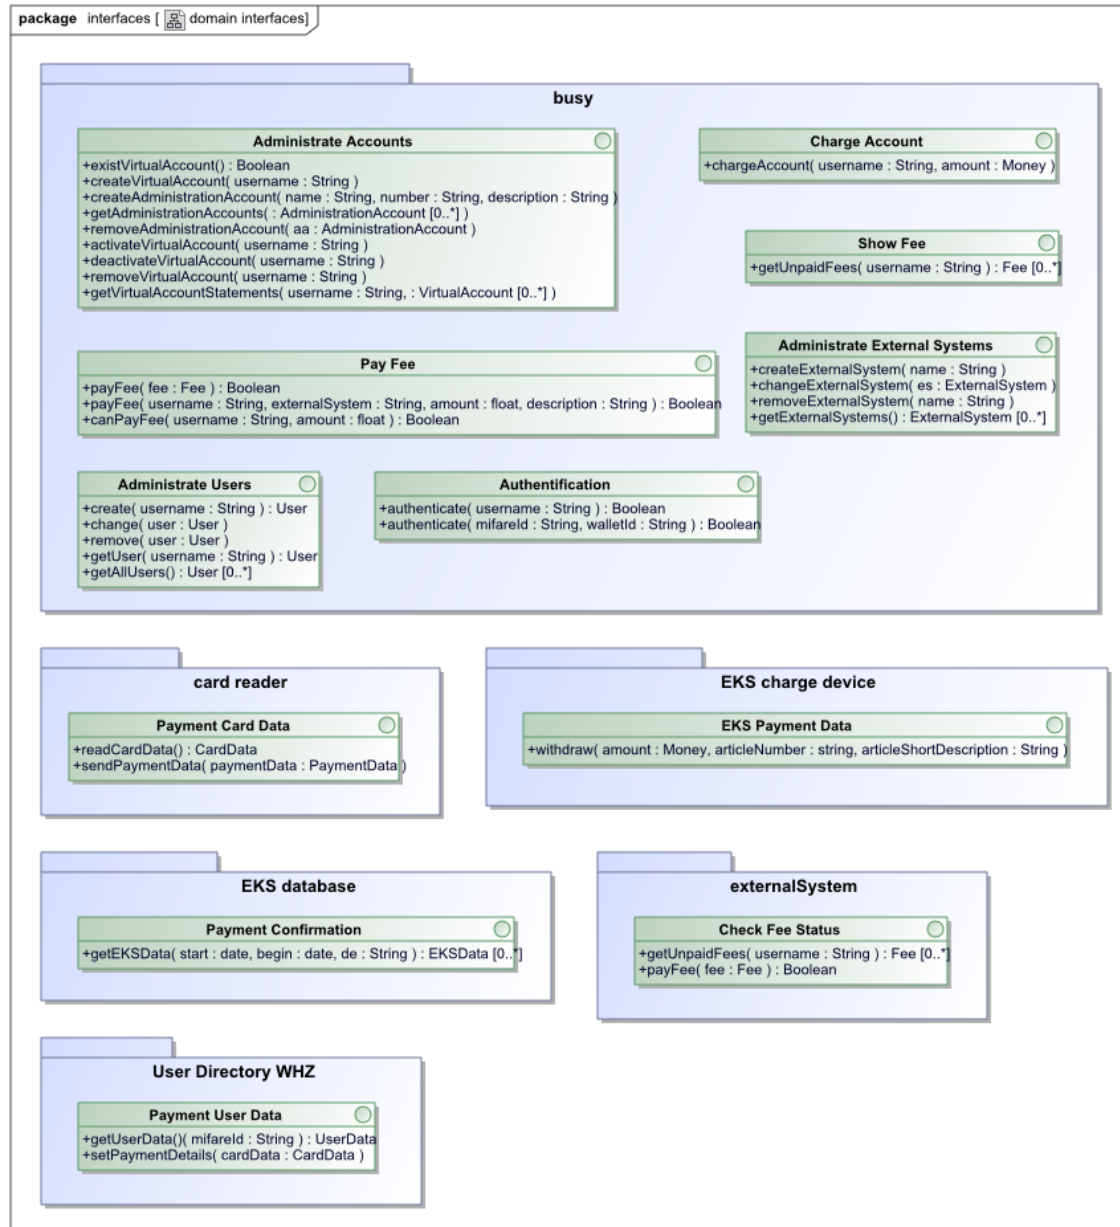 package interfaces [ domain interfaces]
busy
Administrate Accounts
+existVirtualAccount() : Boolean
+createVirtualAccount( username : String )
+createAdministrationAccount( name : String, number : String, description : String )
+getAdministrationAccounts( : AdministrationAccount [0..*] )
+removeAdministrationAccount( aa : AdministrationAccount )
+activateVirtualAccount( username : String )
+deactivateVirtualAccount( username : String )
+removeVirtualAccount( username : String )
+getVirtualAccountStatements( username : String, : VirtualAccount [0..*] )
Charge Account
+chargeAccount( username : String, amount : Money )
Show Fee
+getUnpaidFees( username : String ) : Fee [0..*]
Pay Fee
+payFee( fee : Fee ) : Boolean
+payFee( username : String, externalSystem : String, amount : float, description : String ) : Boolean
+canPayFee( username : String, amount : float ) : Boolean
Administrate External Systems
+createExternalSystem( name : String )
+changeExternalSystem( es : ExternalSystem )
+removeExternalSystem( name : String )
+getExternalSystems() : ExternalSystem [0..*]
Administrate Users
+create( username : String ) : User
+change( user : User )
+remove( user : User )
+getUser( username : String ) : User
+getAllUsers() : User [0..*]
Authentification
+authenticate( username : String ) : Boolean
+authenticate( mifareId : String, walletId : String ) : Boolean
card reader
Payment Card Data
+readCardData() : CardData
+sendPaymentData( paymentData : PaymentData )
EKS charge device
EKS Payment Data
+withdraw( amount : Money, articleNumber : string, articleShortDescription : String )
EKS database
Payment Confirmation
+getEKSData( start : date, begin : date, de : String ) : EKSData [0..*]
externalSystem
Check Fee Status
+getUnpaidFees( username : String ) : Fee [0..*]
+payFee( fee : Fee ) : Boolean
User Directory WHZ
Payment User Data
+getUserData()( mifareId : String ) : UserData
+setPaymentDetails( cardData : CardData )